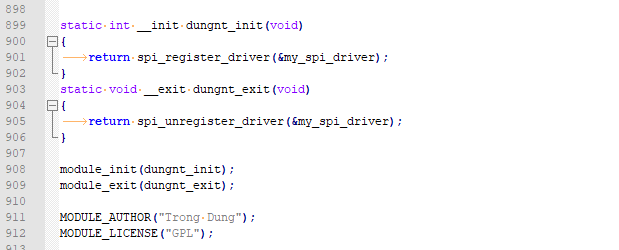 898
899 static int __init dungnt_init(void)
900 {
901 return spi_register_driver(&my_spi_driver);
902 }
903 static void __exit dungnt_exit(void)
904 {
905 return spi_unregister_driver(&my_spi_driver);
906 }
907
908 module_init(dungnt_init);
909 module_exit(dungnt_exit);
910
911 MODULE_AUTHOR("Trong Dung");
912 MODULE_LICENSE("GPL");
913